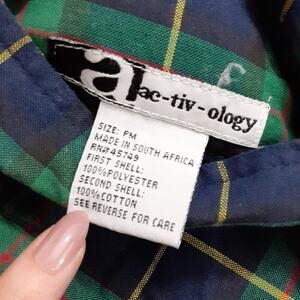 a
ac-tiv-ology
SIZE: PM
MADE IN SOUTH AFRICA
RN#45749
FIRST SHELL:
100%POLYESTER
SECOND SHELL:
100%COTTON
SEE REVERSE FOR CARE